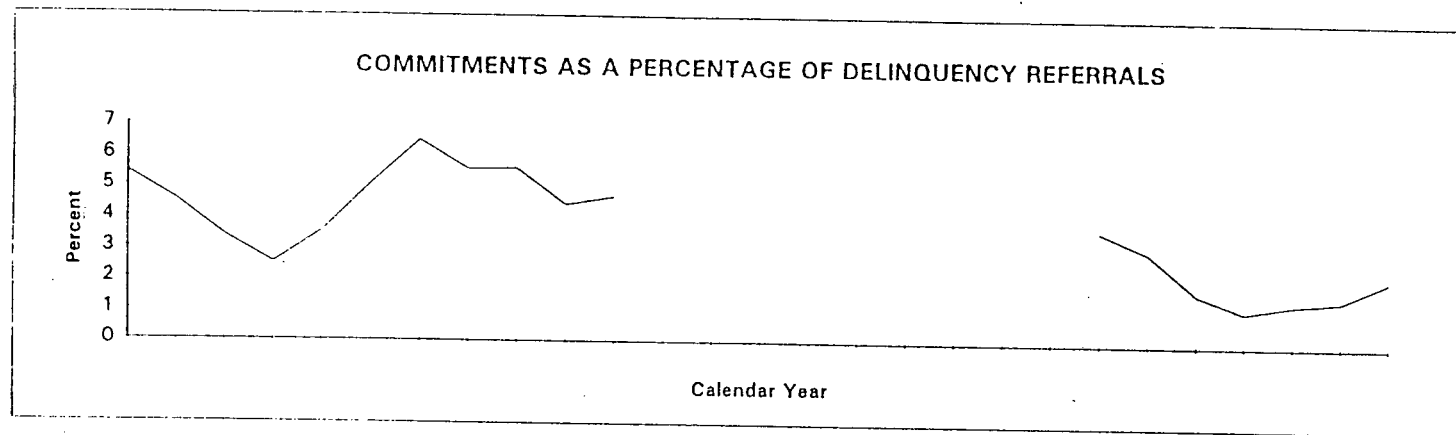 COMMITMENTS AS A PERCENTAGE OF DELINQUENCY REFERRALS
7
6
5
4
3
2
1
0
Percent
Calendar Year